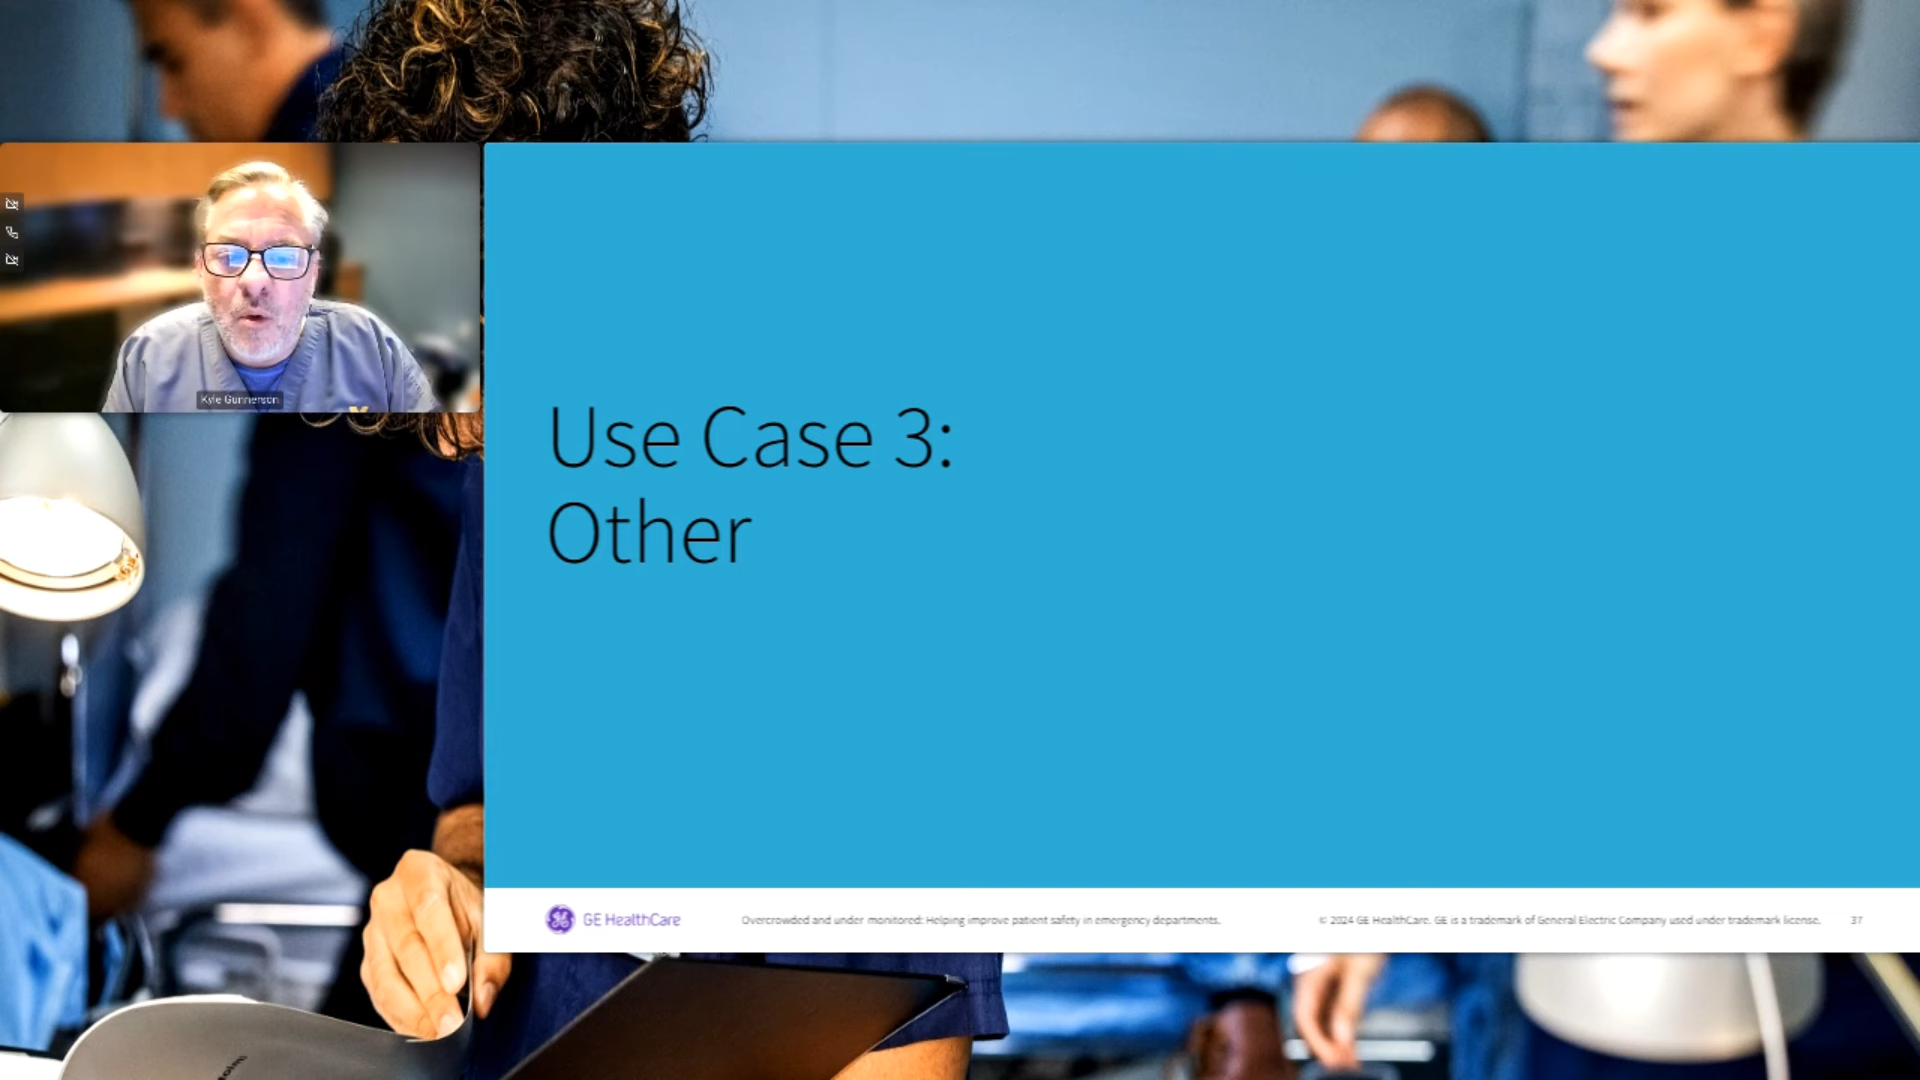 Kyle Gunnerson
Use Case 3:
Other
GE HealthCare
Overcrowded and under monitored: Helping improve patient safety in emergency departments.
© 2024 GE HealthCare. GE is a trademark of General Electric Company used under trademark license.
37